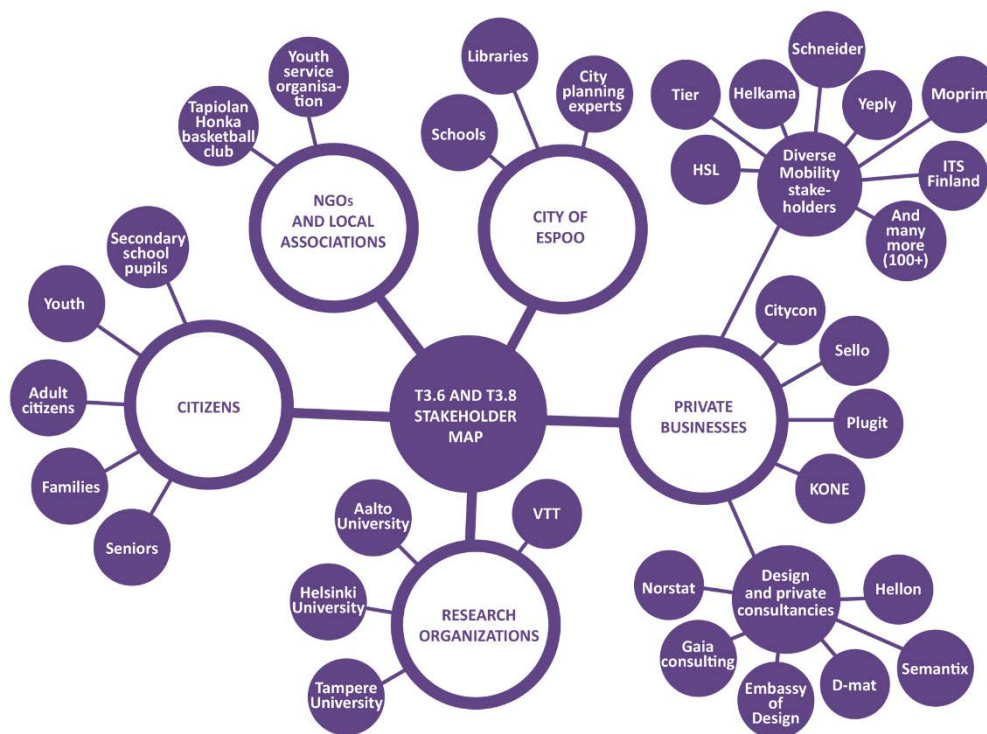 T3.6 AND T3.8
STAKEHOLDER
MAP
NGOs
AND LOCAL
ASSOCIATIONS
Tapiolan
Honka
basketball
club
Youth
service
organisa-
tion
CITY OF
ESPOO
Schools
Libraries
City
planning
experts
PRIVATE
BUSINESSES
Diverse
Mobility
stake-
holders
HSL
Tier
Helkama
Schneider
Yeply
Moprim
ITS
Finland
And
many
more
(100+)
Citycon
Sello
Plugit
KONE
Design
and private
consultancies
Norstat
Gaia
consulting
Embassy
of
Design
D-mat
Semantix
Hellon
RESEARCH
ORGANIZATIONS
VTT
Aalto
University
Helsinki
University
Tampere
University
CITIZENS
Secondary
school
pupils
Youth
Adult
citizens
Families
Seniors